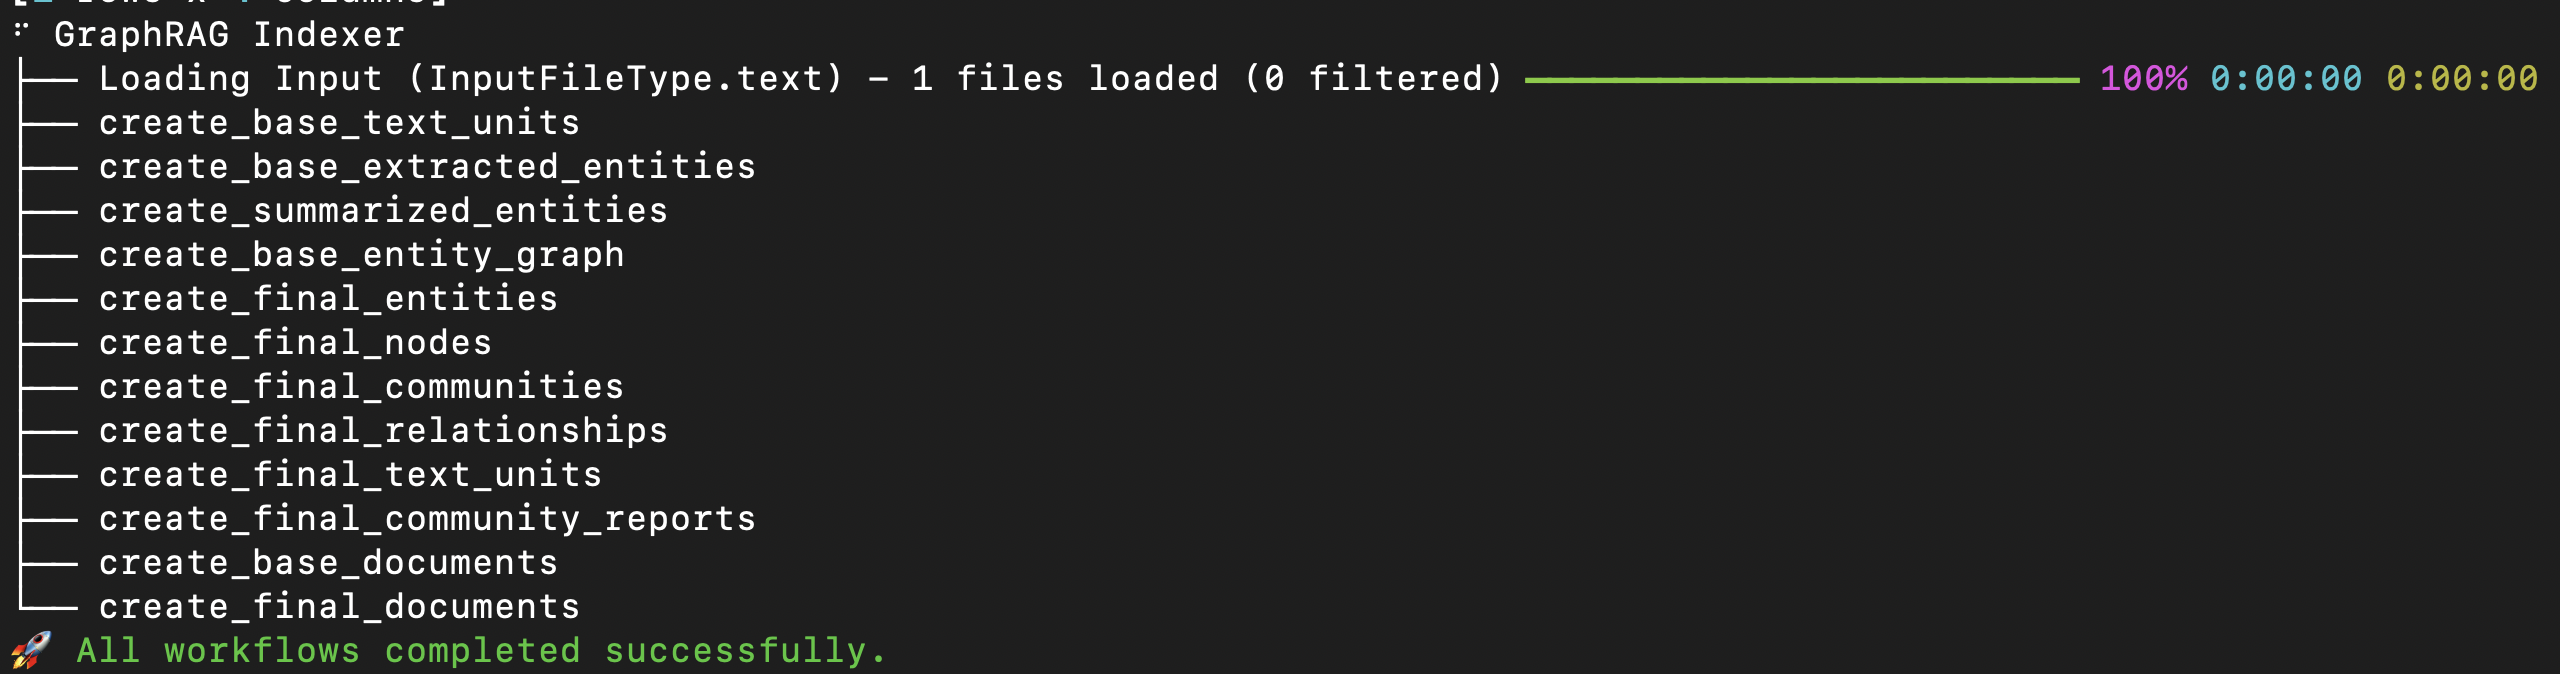 GraphRAG Indexer
├── Loading Input (InputFileType.text) - 1 files loaded (0 filtered) ━━━━━━━━━━━━━━━━━━━━━━━━━ 100% 0:00:00 0:00:00
├── create_base_text_units
├── create_base_extracted_entities
├── create_summarized_entities
├── create_base_entity_graph
├── create_final_entities
├── create_final_nodes
├── create_final_communities
├── create_final_relationships
├── create_final_text_units
├── create_final_community_reports
├── create_base_documents
└── create_final_documents
🚀 All workflows completed successfully.